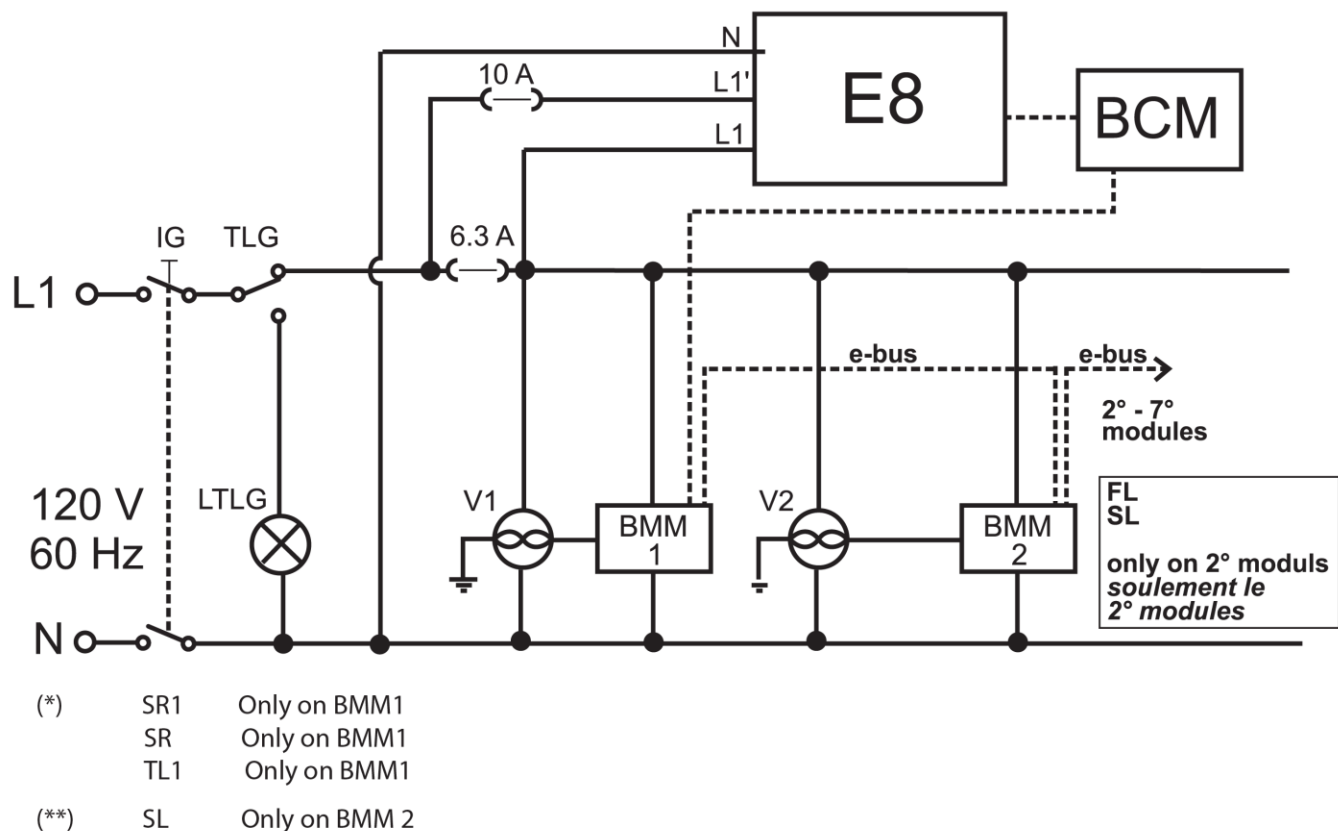 N
10 A
L1'
E8
BCM
L1
6.3 A
IG TLG
L1
e-bus e-bus
2° - 7°
modules
120 V
60 Hz
LTLG
V1
BMM
1
V2
BMM
2
FL
SL
only on 2° moduls
soulement le
2° modules
N
(*) SR1 Only on BMM1
SR Only on BMM1
TL1 Only on BMM1
(**) SL Only on BMM 2